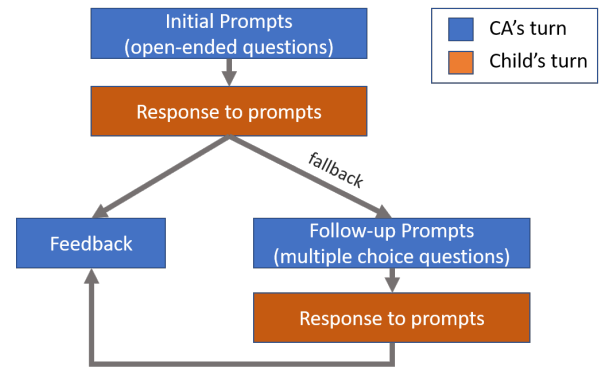 Initial Prompts
(open-ended questions)
CA's turn
Child's turn
Response to prompts
fallback
Feedback
Follow-up Prompts
(multiple choice questions)
Response to prompts